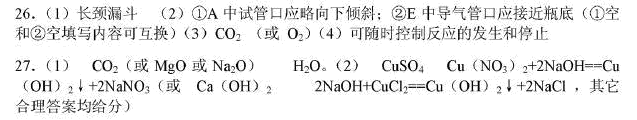 26.（1）长颈漏斗 （2）①A 中试管口应略向下倾斜；②E 中导气管口应接近瓶底（①空
和②空填写内容可互换）（3）CO₂ （或 O₂）（4）可随时控制反应的发生和停止
27.（1） CO₂（或 MgO 或 Na₂O） H₂O。（2） CuSO₄ Cu（NO₃）₂+2NaOH==Cu
（OH）₂↓+2NaNO₃（或 Ca（OH）₂ 2NaOH+CuCl₂==Cu（OH）₂↓+2NaCl ，其它
合理答案均给分）